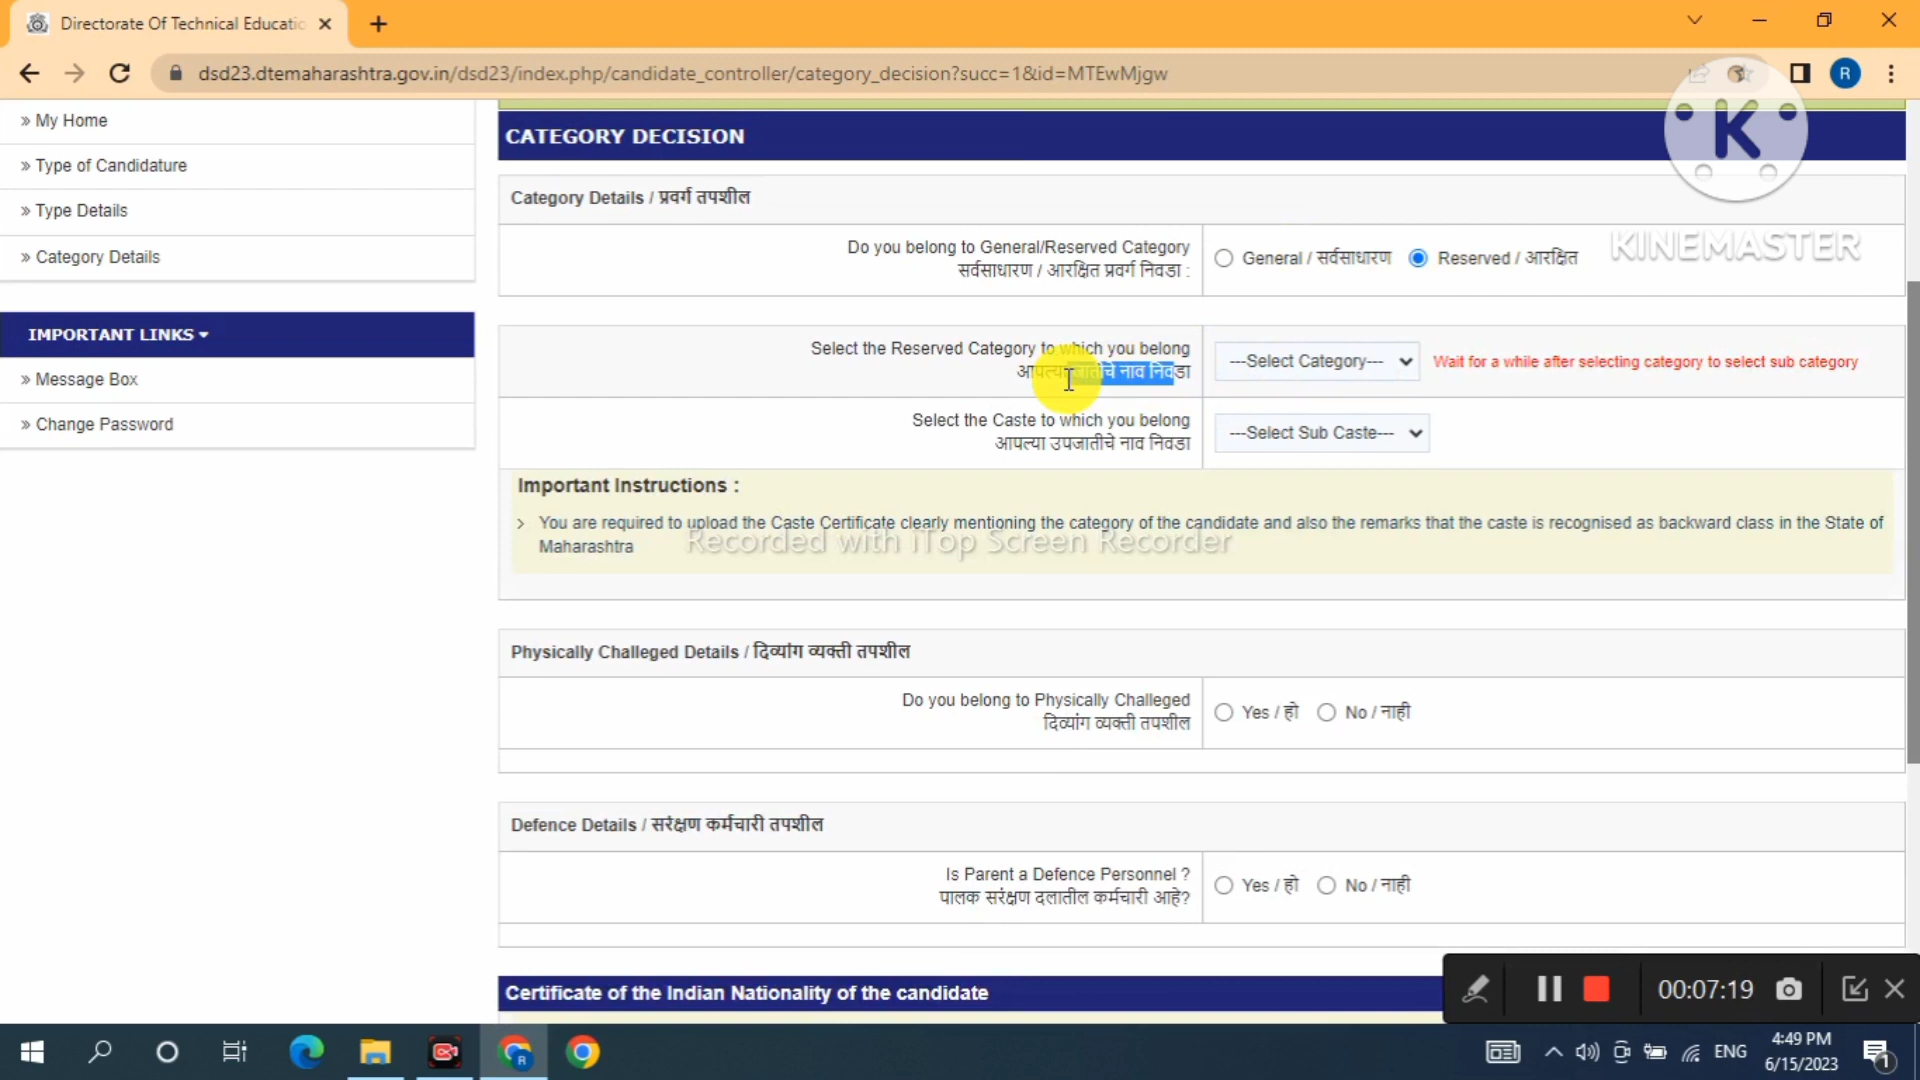 Directorate Of Technical Educatio
dsd23.dtemaharashtra.gov.in/dsd23/index.php/candidate_controller/category_decision?succ=1&id=MTEwMjgw
R
K
KINEMASTER
» My Home
» Type of Candidature
» Type Details
» Category Details
IMPORTANT LINKS
» Message Box
» Change Password
CATEGORY DECISION
Category Details / प्रवर्ग तपशील
Do you belong to General/Reserved Category
सर्वसाधारण / आरक्षित प्रवर्ग निवडा :
General / सर्वसाधारण Reserved / आरक्षित
Select the Reserved Category to which you belong
आपल्या जातीचे नाव निवडा
---Select Category--- Wait for a while after selecting category to select sub category
Select the Caste to which you belong
आपल्या उपजातीचे नाव निवडा
---Select Sub Caste---
Important Instructions :
You are required to upload the Caste Certificate clearly mentioning the category of the candidate and also the remarks that the caste is recognised as backward class in the State of
Maharashtra
Recorded with iTop Screen Recorder
Physically Challeged Details / दिव्यांग व्यक्ती तपशील
Do you belong to Physically Challeged
दिव्यांग व्यक्ती तपशील
Yes / हो No / नाही
Defence Details / सरंक्षण कर्मचारी तपशील
Is Parent a Defence Personnel ?
पालक सरंक्षण दलातील कर्मचारी आहे?
Yes / हो No / नाही
Certificate of the Indian Nationality of the candidate
00:07:19
R
ENG
4:49 PM
6/15/2023
1